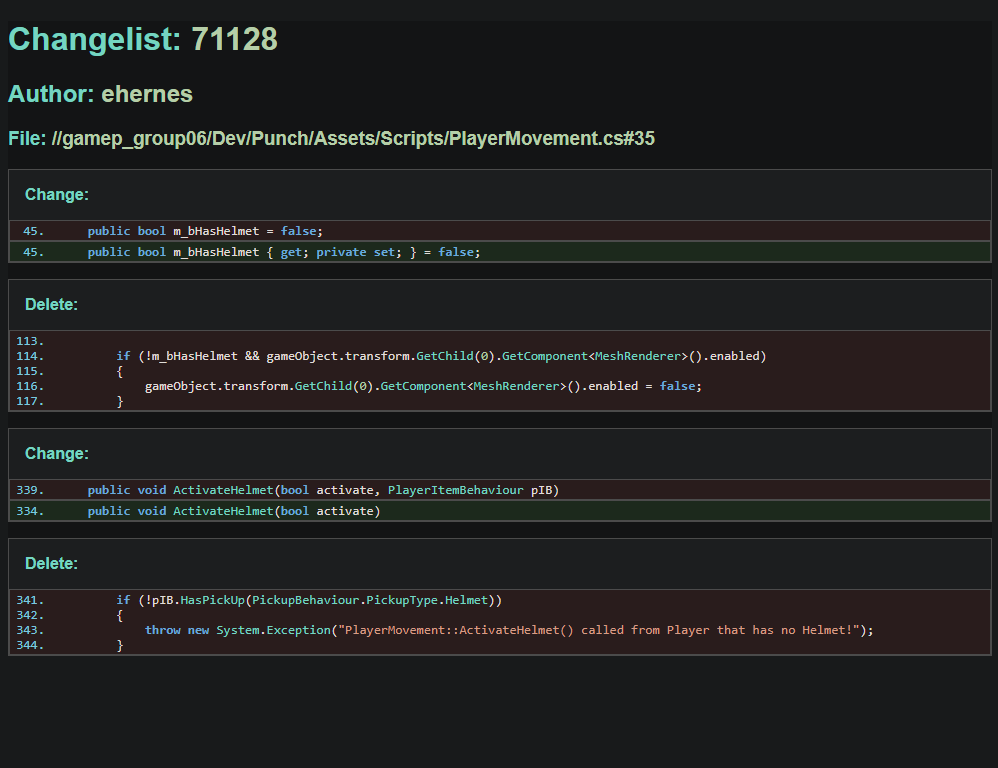 Changelist: 71128
Author: ehernes
File: //gamep_group06/Dev/Punch/Assets/Scripts/PlayerMovement.cs#35
Change:
45.      public bool m_bHasHelmet = false;
45.      public bool m_bHasHelmet { get; private set; } = false;
Delete:
113.
114.          if (!m_bHasHelmet && gameObject.transform.GetChild(0).GetComponent<MeshRenderer>().enabled)
115.          {
116.              gameObject.transform.GetChild(0).GetComponent<MeshRenderer>().enabled = false;
117.          }
Change:
339.      public void ActivateHelmet(bool activate, PlayerItemBehaviour pIB)
334.      public void ActivateHelmet(bool activate)
Delete:
341.          if (!pIB.HasPickUp(PickupBehaviour.PickupType.Helmet))
342.          {
343.              throw new System.Exception("PlayerMovement::ActivateHelmet() called from Player that has no Helmet!");
344.          }